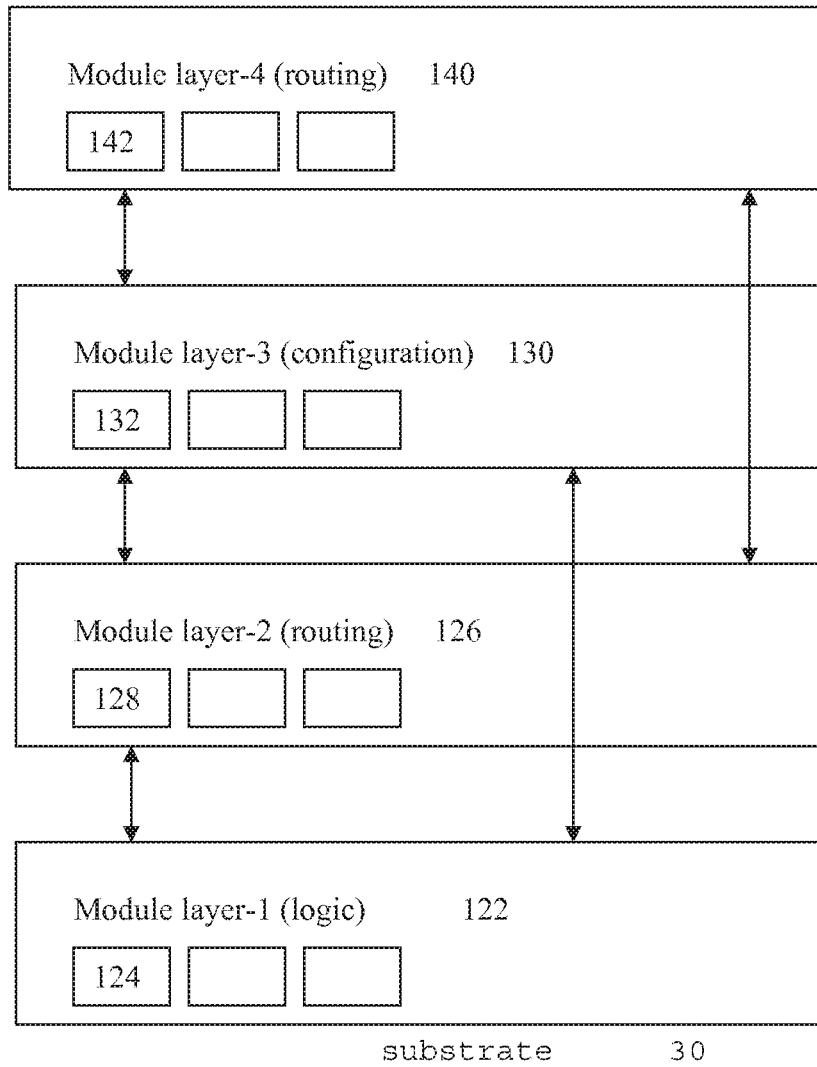 Module layer-4 (routing) 140
142
Module layer-3 (configuration) 130
132
Module layer-2 (routing) 126
128
Module layer-1 (logic) 122
124
substrate 30